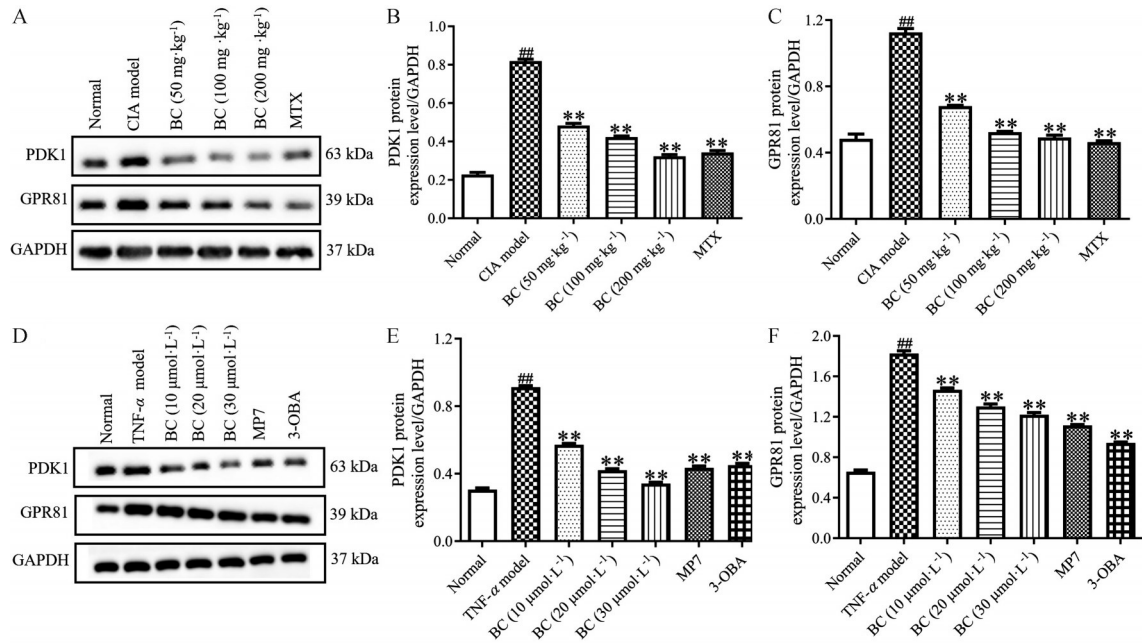 A
Normal
CIA model
BC (50 mg·kg⁻¹)
BC (100 mg·kg⁻¹)
BC (200 mg·kg⁻¹)
MTX
PDK1
63 kDa
GPR81
39 kDa
GAPDH
37 kDa
B
PDK1 protein
expression level/GAPDH
1.0
0.8
0.6
0.4
0.2
0.0
##
**
**
**
**
Normal
CIA model
BC (50 mg·kg⁻¹)
BC (100 mg·kg⁻¹)
BC (200 mg·kg⁻¹)
MTX
C
GPR81 protein
expression level/GAPDH
1.2
0.8
0.4
0.0
##
**
**
**
**
Normal
CIA model
BC (50 mg·kg⁻¹)
BC (100 mg·kg⁻¹)
BC (200 mg·kg⁻¹)
MTX
D
Normal
TNF-α model
BC (10 μmol·L⁻¹)
BC (20 μmol·L⁻¹)
BC (30 μmol·L⁻¹)
MP7
3-OBA
PDK1
63 kDa
GPR81
39 kDa
GAPDH
37 kDa
E
PDK1 protein
expression level/GAPDH
1.2
0.9
0.6
0.4
0.0
##
**
**
**
**
**
Normal
TNF-α model
BC (10 μmol·L⁻¹)
BC (20 μmol·L⁻¹)
BC (30 μmol·L⁻¹)
MP7
3-OBA
F
GPR81 protein
expression level/GAPDH
2.0
1.6
1.2
0.8
0.4
0.0
##
**
**
**
**
**
Normal
TNF-α model
BC (10 μmol·L⁻¹)
BC (20 μmol·L⁻¹)
BC (30 μmol·L⁻¹)
MP7
3-OBA